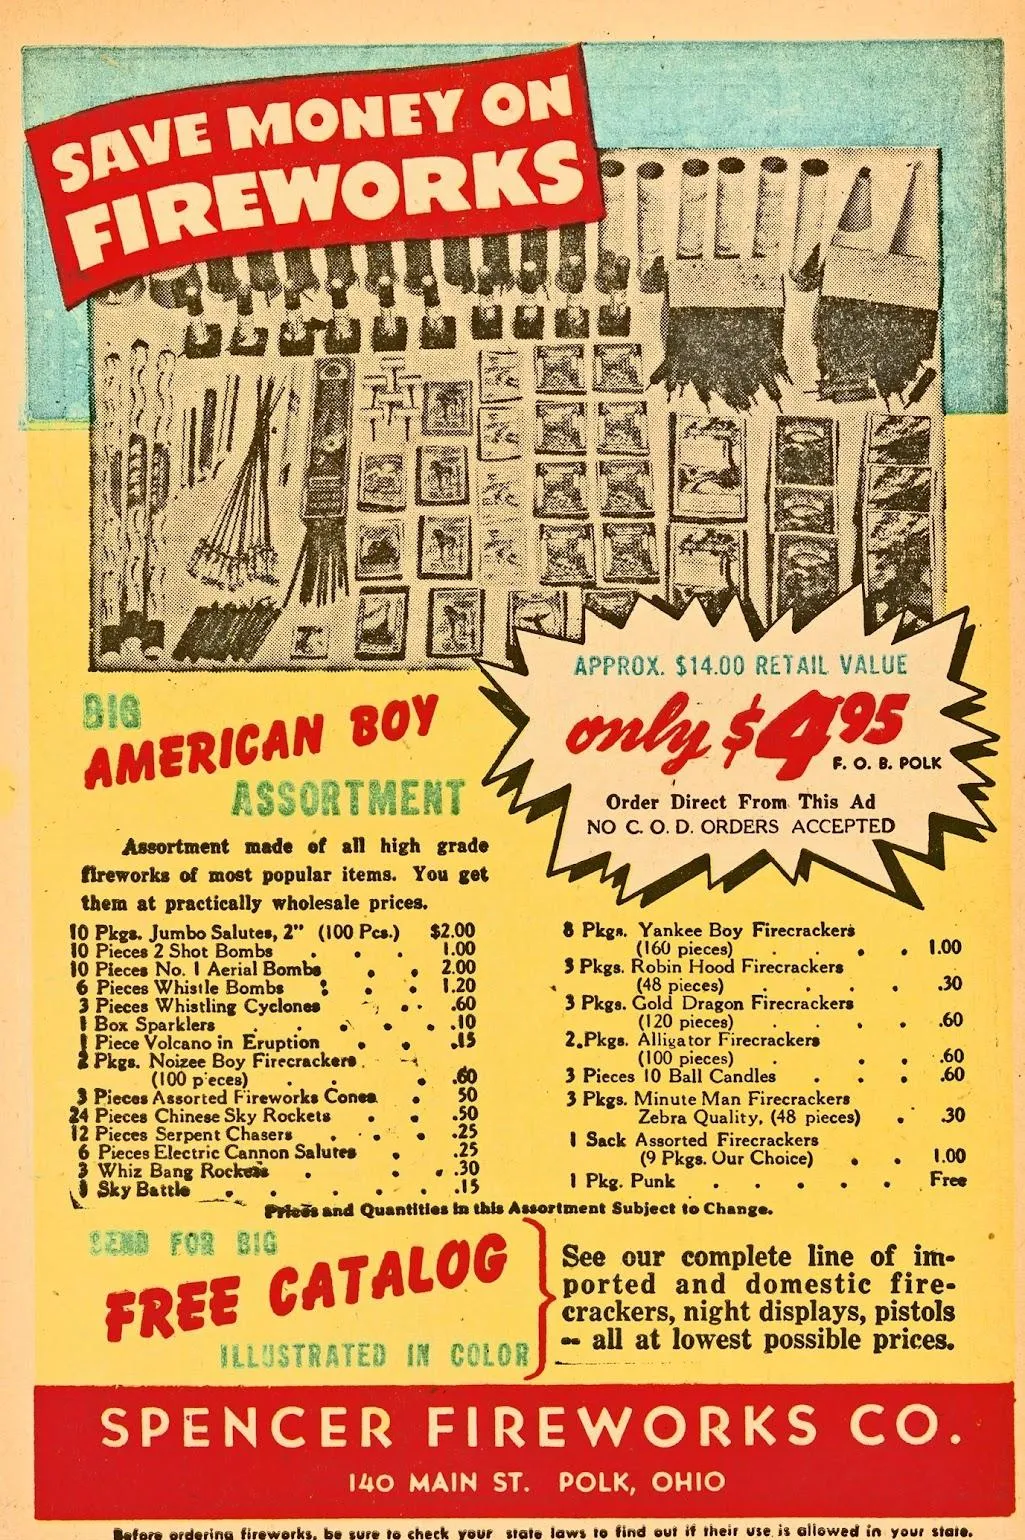 SAVE MONEY ON
FIREWORKS
APPROX. $14.00 RETAIL VALUE
only $4.95
F. O. B. POLK
Order Direct From This Ad
NO C. O. D. ORDERS ACCEPTED
BIG
AMERICAN BOY
ASSORTMENT
Assortment made of all high grade
fireworks of most popular items. You get
them at practically wholesale prices.
10 Pkgs. Jumbo Salutes, 2" (100 Pcs.) $2.00
10 Pieces 2 Shot Bombs . . . 1.00
10 Pieces No. 1 Aerial Bombs . . 2.00
6 Pieces Whistle Bombs . . . 1.20
3 Pieces Whistling Cyclones . . .60
1 Box Sparklers . . . . . .10
1 Piece Volcano in Eruption . . .15
2 Pkgs. Noizee Boy Firecrackers
(100 pieces) . . . .60
3 Pieces Assorted Fireworks Cones . 50
24 Pieces Chinese Sky Rockets . . .50
12 Pieces Serpent Chasers . . . .25
6 Pieces Electric Cannon Salutes . . .25
3 Whiz Bang Rockets . . . .30
1 Sky Battle . . . . . .15
8 Pkgs. Yankee Boy Firecrackers
(160 pieces) . . . . 1.00
3 Pkgs. Robin Hood Firecrackers
(48 pieces) . . . . .30
3 Pkgs. Gold Dragon Firecrackers
(120 pieces) . . . .60
2.Pkgs. Alligator Firecrackers
(100 pieces) . . . .60
3 Pieces 10 Ball Candles . . . .60
3 Pkgs. Minute Man Firecrackers
Zebra Quality, (48 pieces) . .30
1 Sack Assorted Firecrackers
(9 Pkgs. Our Choice) . . 1.00
1 Pkg. Punk . . . . . Free
Prices and Quantities in this Assortment Subject to Change.
SEND FOR BIG
FREE CATALOG
ILLUSTRATED IN COLOR
See our complete line of im-
ported and domestic fire-
crackers, night displays, pistols
-- all at lowest possible prices.
SPENCER FIREWORKS CO.
140 MAIN ST. POLK, OHIO
Before ordering fireworks, be sure to check your state laws to find out if their use is allowed in your state.